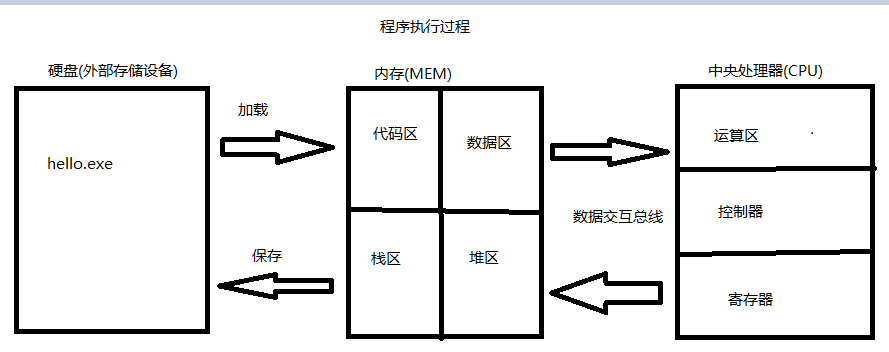 程序执行过程
硬盘(外部存储设备)
内存(MEM)
中央处理器(CPU)
加载
代码区
数据区
运算区
hello.exe
控制器
数据交互总线
保存
栈区
堆区
寄存器